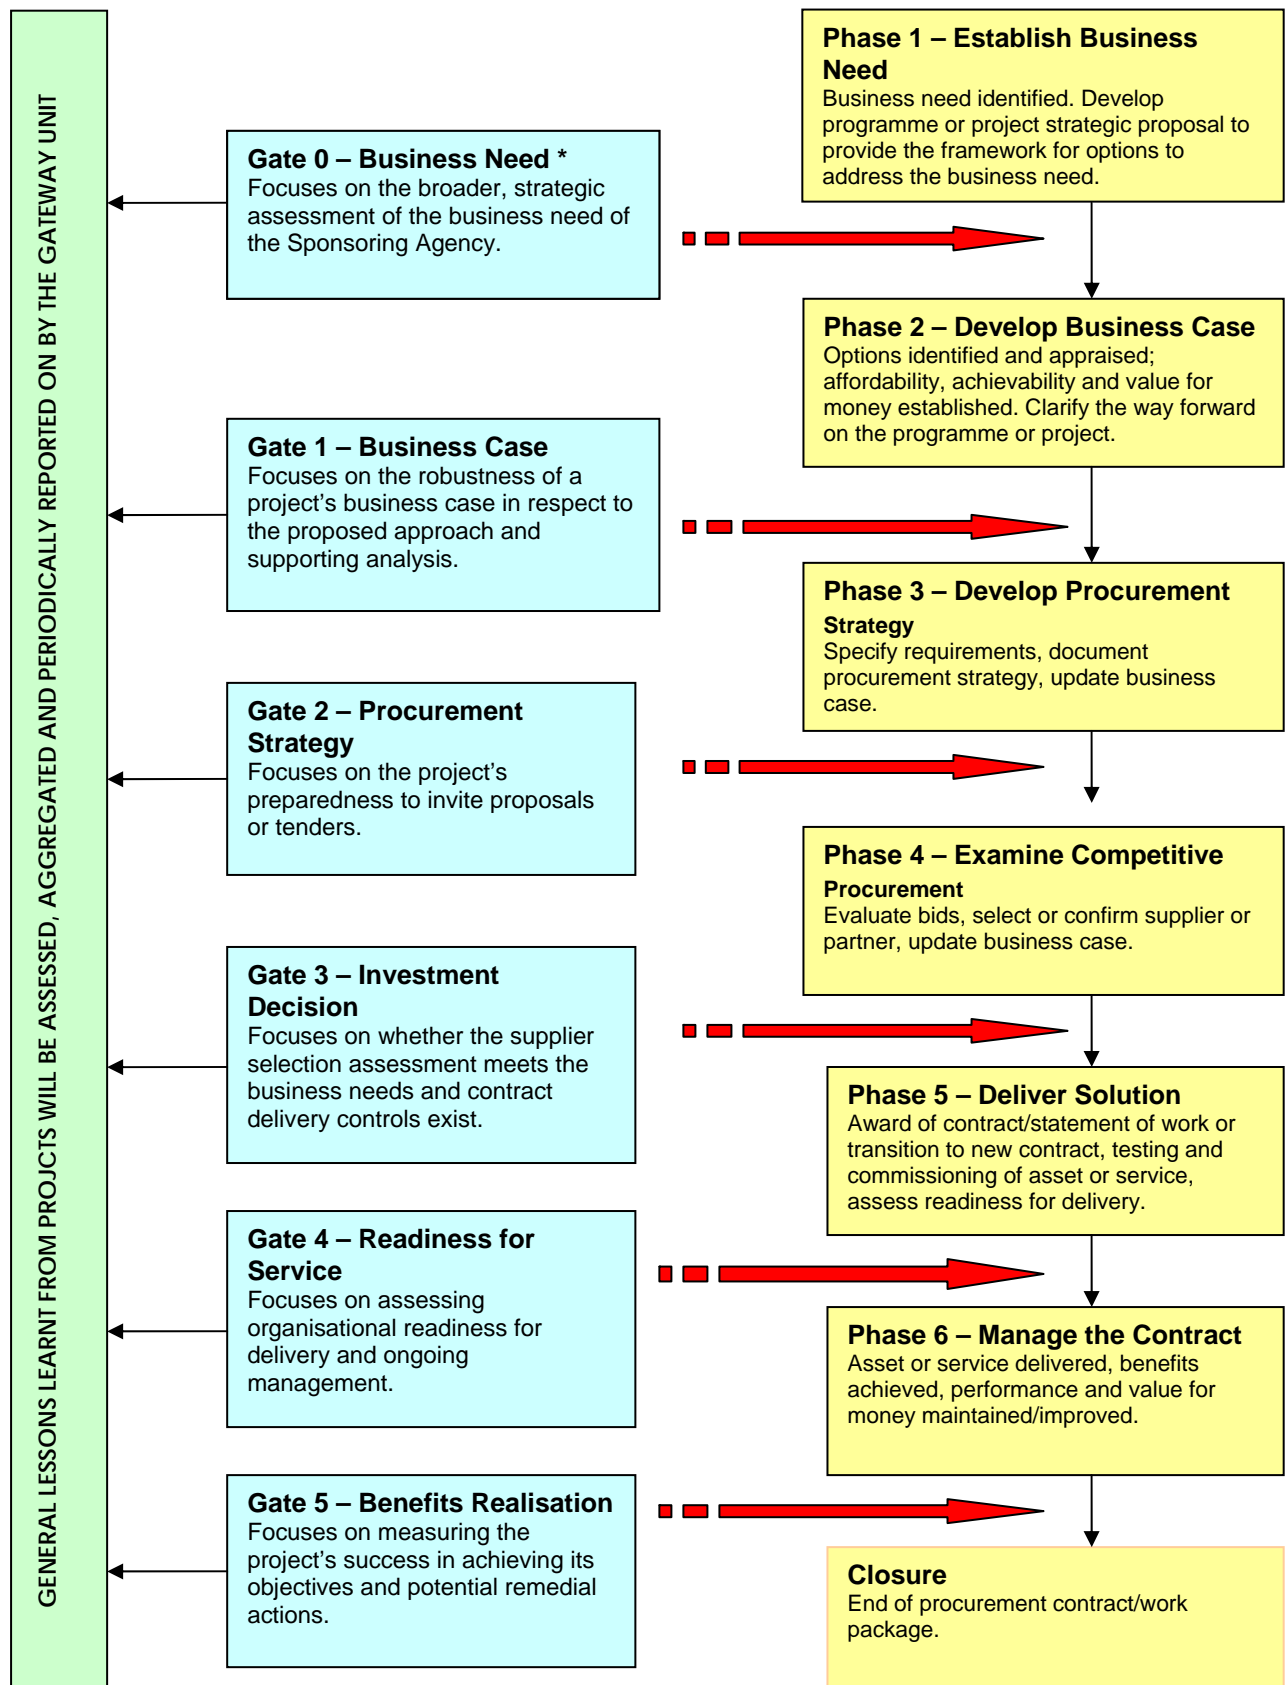 GENERAL LESSONS LEARNT FROM PROJCTS WILL BE ASSESSED, AGGREGATED AND PERIODICALLY REPORTED ON BY THE GATEWAY UNIT
Phase 1 – Establish Business
Need
Business need identified. Develop
programme or project strategic proposal to
provide the framework for options to
address the business need.
Gate 0 – Business Need *
Focuses on the broader, strategic
assessment of the business need of
the Sponsoring Agency.
Phase 2 – Develop Business Case
Options identified and appraised;
affordability, achievability and value for
money established. Clarify the way forward
on the programme or project.
Gate 1 – Business Case
Focuses on the robustness of a
project’s business case in respect to
the proposed approach and
supporting analysis.
Phase 3 – Develop Procurement
Strategy
Specify requirements, document
procurement strategy, update business
case.
Gate 2 – Procurement
Strategy
Focuses on the project’s
preparedness to invite proposals
or tenders.
Phase 4 – Examine Competitive
Procurement
Evaluate bids, select or confirm supplier or
partner, update business case.
Gate 3 – Investment
Decision
Focuses on whether the supplier
selection assessment meets the
business needs and contract
delivery controls exist.
Phase 5 – Deliver Solution
Award of contract/statement of work or
transition to new contract, testing and
commissioning of asset or service,
assess readiness for delivery.
Gate 4 – Readiness for
Service
Focuses on assessing
organisational readiness for
delivery and ongoing
management.
Phase 6 – Manage the Contract
Asset or service delivered, benefits
achieved, performance and value for
money maintained/improved.
Gate 5 – Benefits Realisation
Focuses on measuring the
project’s success in achieving its
objectives and potential remedial
actions.
Closure
End of procurement contract/work
package.